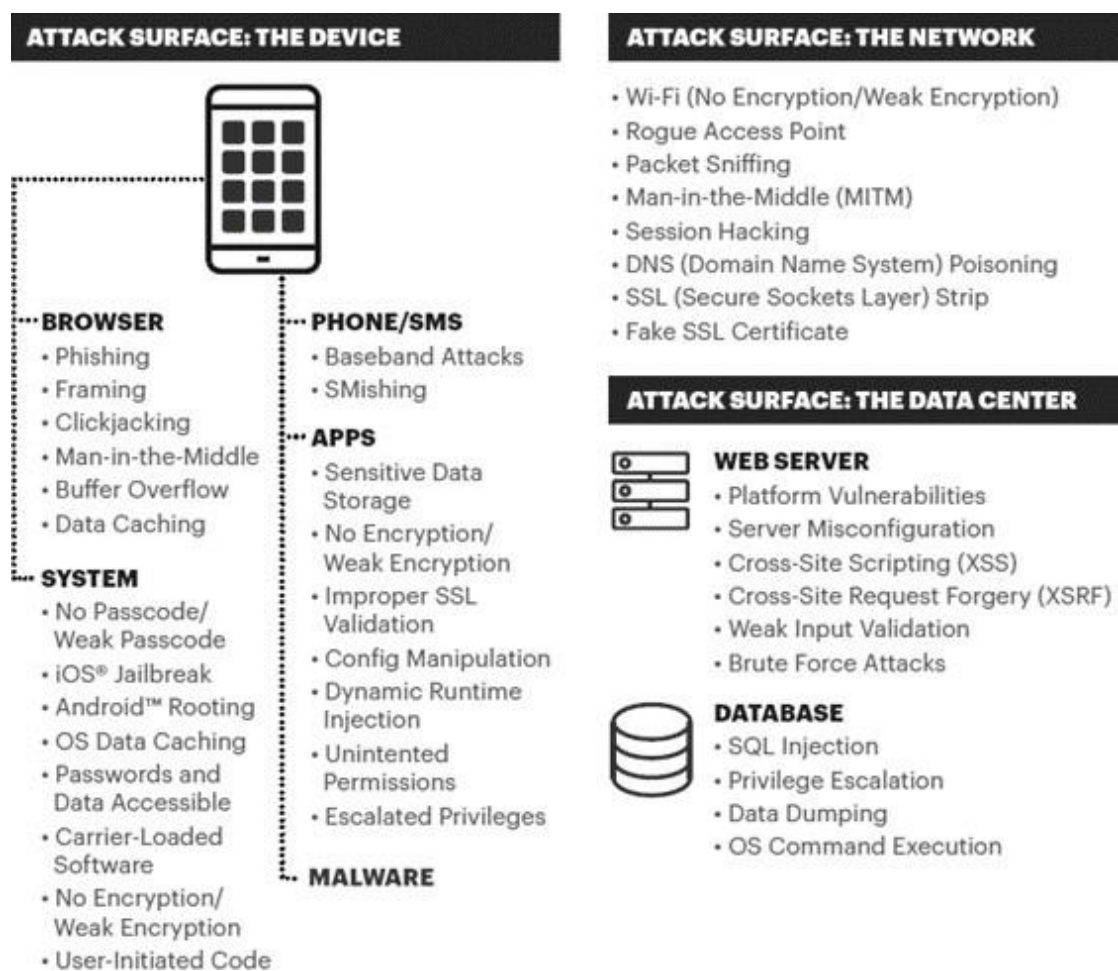 ATTACK SURFACE: THE DEVICE
BROWSER
• Phishing
• Framing
• Clickjacking
• Man-in-the-Middle
• Buffer Overflow
• Data Caching
SYSTEM
• No Passcode/
Weak Passcode
• iOS® Jailbreak
• Android™ Rooting
• OS Data Caching
• Passwords and
Data Accessible
• Carrier-Loaded
Software
• No Encryption/
Weak Encryption
• User-Initiated Code
PHONE/SMS
• Baseband Attacks
• SMishing
APPS
• Sensitive Data
Storage
• No Encryption/
Weak Encryption
• Improper SSL
Validation
• Config Manipulation
• Dynamic Runtime
Injection
• Unintented
Permissions
• Escalated Privileges
MALWARE
ATTACK SURFACE: THE NETWORK
• Wi-Fi (No Encryption/Weak Encryption)
• Rogue Access Point
• Packet Sniffing
• Man-in-the-Middle (MITM)
• Session Hacking
• DNS (Domain Name System) Poisoning
• SSL (Secure Sockets Layer) Strip
• Fake SSL Certificate
ATTACK SURFACE: THE DATA CENTER
WEB SERVER
• Platform Vulnerabilities
• Server Misconfiguration
• Cross-Site Scripting (XSS)
• Cross-Site Request Forgery (XSRF)
• Weak Input Validation
• Brute Force Attacks
DATABASE
• SQL Injection
• Privilege Escalation
• Data Dumping
• OS Command Execution